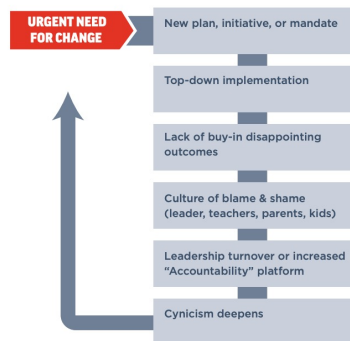 URGENT NEED
FOR CHANGE
New plan, initiative, or mandate
Top-down implementation
Lack of buy-in disappointing
outcomes
Culture of blame & shame
(leader, teachers, parents, kids)
Leadership turnover or increased
“Accountability” platform
Cynicism deepens